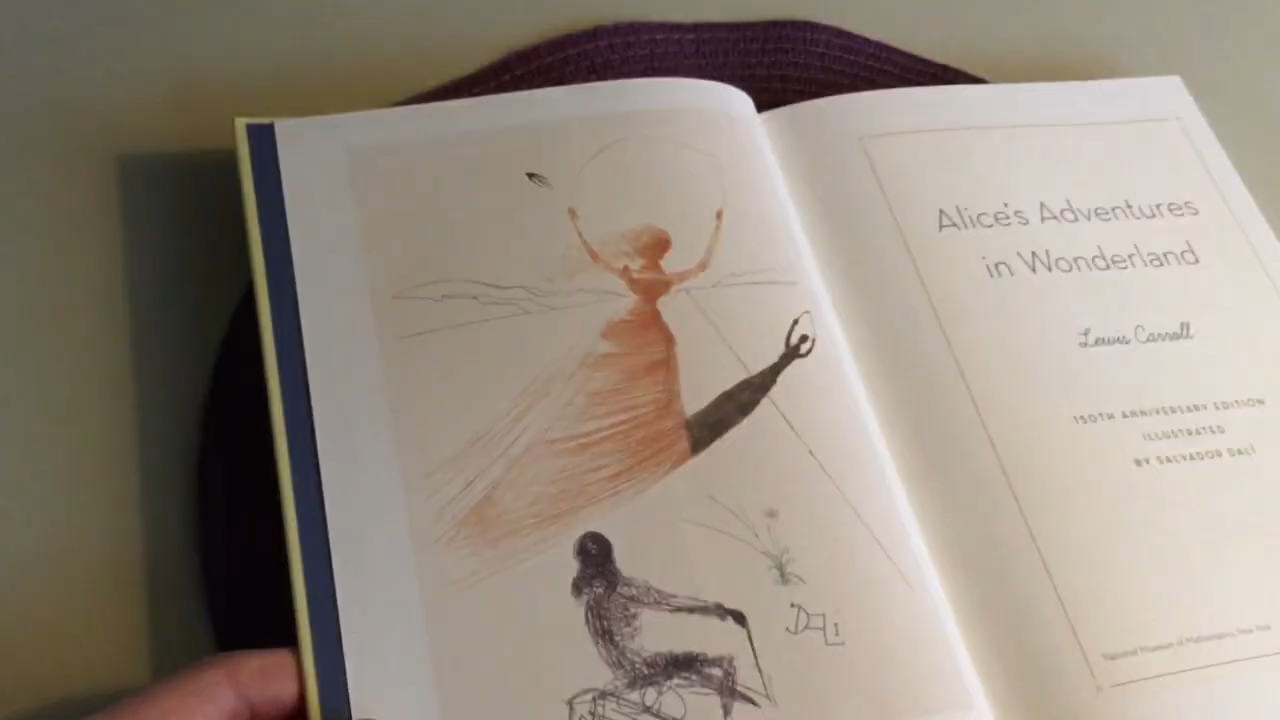 DALI
Alice's Adventures
in Wonderland
Lewis Carroll
150TH ANNIVERSARY EDITION
ILLUSTRATED
BY SALVADOR DALÍ
National Museum of Mathematics, New York